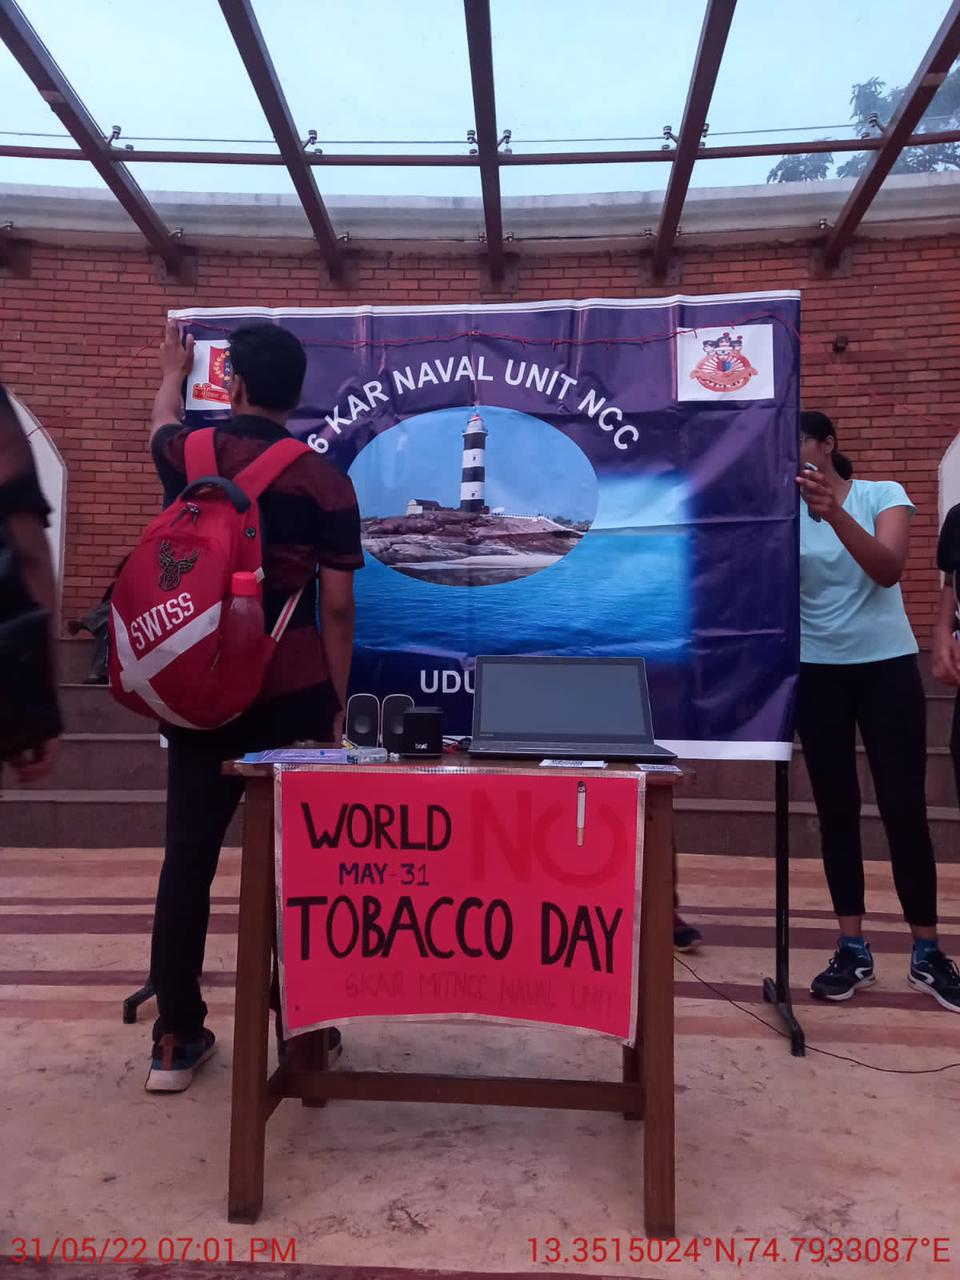 6 KAR NAVAL UNIT NCC
SWISS
UDU
boAt
WORLD NO
MAY-31
TOBACCO DAY
6KAR MITNCC NAVAL UNIT
31/05/22 07:01 PM
13.3515024°N,74.7933087°E